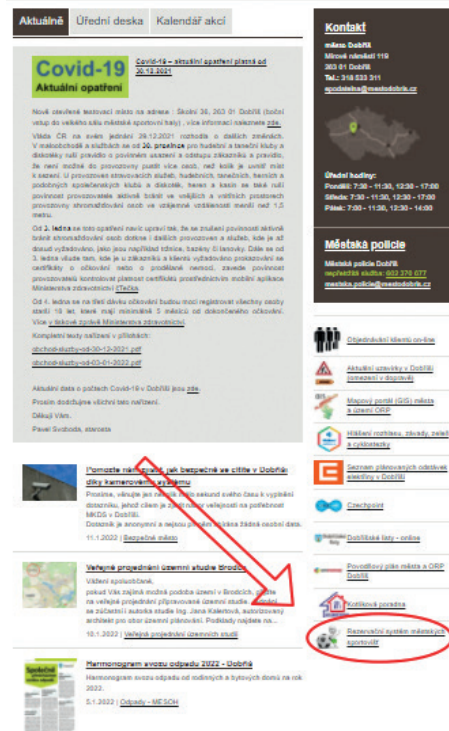 Aktuálně
Úřední deska
Kalendář akcí
Covid-19
Aktuální opatření
Covid-19 – aktuální opatření platná od
30.12.2021
Nově otevřené testovací místo na adrese : Školní 36, 263 01 Dobříš (boční
vstup do velkého sálu městské sportovní haly) , více informací naleznete zde.
Vláda ČR na svém jednání 29.12.2021 rozhodla o dalších změnách.
V maloobchodě a službách se od 30. prosince pro hudební a taneční kluby a
diskotéky ruší pravidlo o povinném usazení a odstupu zákazníků a pravidlo,
že není možné do provozovny pustit více osob, než kolik je uvnitř míst
k sezení. U provozoven stravovacích služeb, hudebních, tanečních, herních a
podobných společenských klubů a diskoték, heren a kasin se také ruší
povinnost provozovatele aktivně bránit ve vnějších a vnitřních prostorech
provozovny shromažďování osob ve vzájemné vzdálenosti menší než 1,5
metru.
Od 3. ledna se toto opatření navíc upraví tak, že se zrušení povinnosti aktivně
bránit shromažďování osob dotkne i dalších provozoven a služeb, kde je až
dosud vyžadováno, jako jsou například tržnice, bazény či lanovky. Dále se od
3. ledna všude tam, kde je u zákazníků a klientů vyžadováno prokazování se
certifikáty o očkování nebo o prodělané nemoci, zavede povinnost
provozovatelů kontrolovat platnost certifikátů prostřednictvím mobilní aplikace
Ministerstva zdravotnictví čTečka.
Od 4. ledna se na třetí dávku očkování budou moci registrovat všechny osoby
starší 18 let, které mají minimálně 5 měsíců od dokončeného očkování.
Více v tiskové zprávě Ministerstva zdravotnictví.
Kompletní texty nařízení v přílohách:
obchod-sluzby-od-30-12-2021.pdf
obchod-sluzby-od-03-01-2022.pdf
Aktuální data o počtech Covid-19 v Dobříši jsou zde.
Prosím dodržujme všichni tato nařízení.
Děkuji Vám.
Pavel Svoboda, starosta
Pomozte nám zjistit, jak bezpečně se cítíte v Dobříši
díky kamerovému systému
Prosíme, věnujte jen několik málo sekund svého času k vyplnění
dotazníku, jehož cílem je zjistit názor veřejnosti na potřebnost
MKDS v Dobříši.
Dotazník je anonymní a nejsou po něm vyžádána žádná osobní data.
11.1.2022 | Bezpečné město
Veřejné projednání územní studie Brodce
Vážení spoluobčané,
pokud Vás zajímá možná podoba území v Brodcích, přijďte
na veřejné projednání připravované územní studie.
se zúčastní i autorka studie Ing. Jana Kafertová, autorizovaný
architekt pro obor územní plánování. Podklady najdete na...
10.1.2022 | Veřejná projednání územních studií
Společně
Harmonogram svozu odpadu 2022 - Dobříš
Harmonogram svozu odpadu od rodinných a bytových domů na rok
2022.
5.1.2022 | Odpady - MESOH
Kontakt
město Dobříš
Mírové náměstí 119
263 01 Dobříš
Tel.: 318 533 311
epodatelna@mestodobris.cz
Úřední hodiny:
Pondělí: 7:30 - 11:30, 12:30 - 17:00
Středa: 7:30 - 11:30, 12:30 - 17:00
Pátek: 7:00 - 11:30, 12:30 - 14:00
Městská policie
Městská policie Dobříš
nepřetržitá služba: 602 370 077
mestska.policie@mestodobris.cz
Objednávání klientů on-line
Aktuální uzavírky v Dobříši
(omezení v dopravě)
Mapový portál (GIS) města
a území ORP
Hlášení rozhlasu, závady, zeleň
a cyklostezky
Seznam plánovaných odstávek
elektřiny v Dobříši
Czechpoint
Dobříšské listy - online
Povodňový plán města a ORP
Dobříš
Kotlíková poradna
Rezervační systém městských
sportovišť